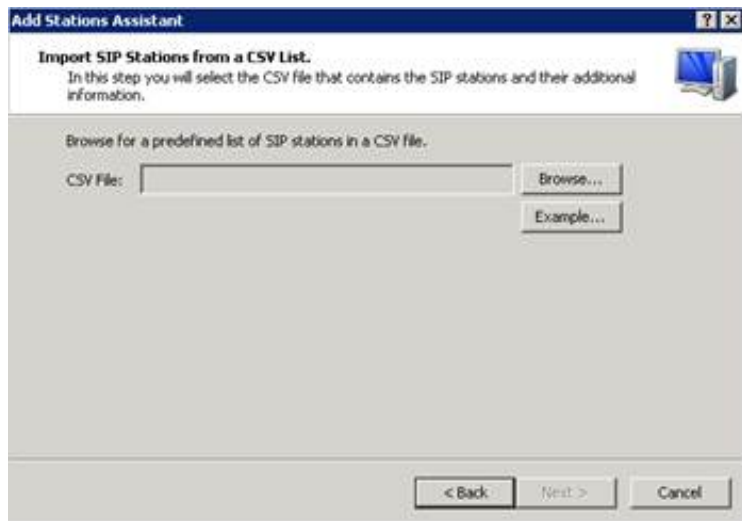 Add Stations Assistant
Import SIP Stations from a CSV List.
In this step you will select the CSV file that contains the SIP stations and their additional
information.
Browse for a predefined list of SIP stations in a CSV file.
CSV File:
Browse...
Example...
< Back
Next >
Cancel